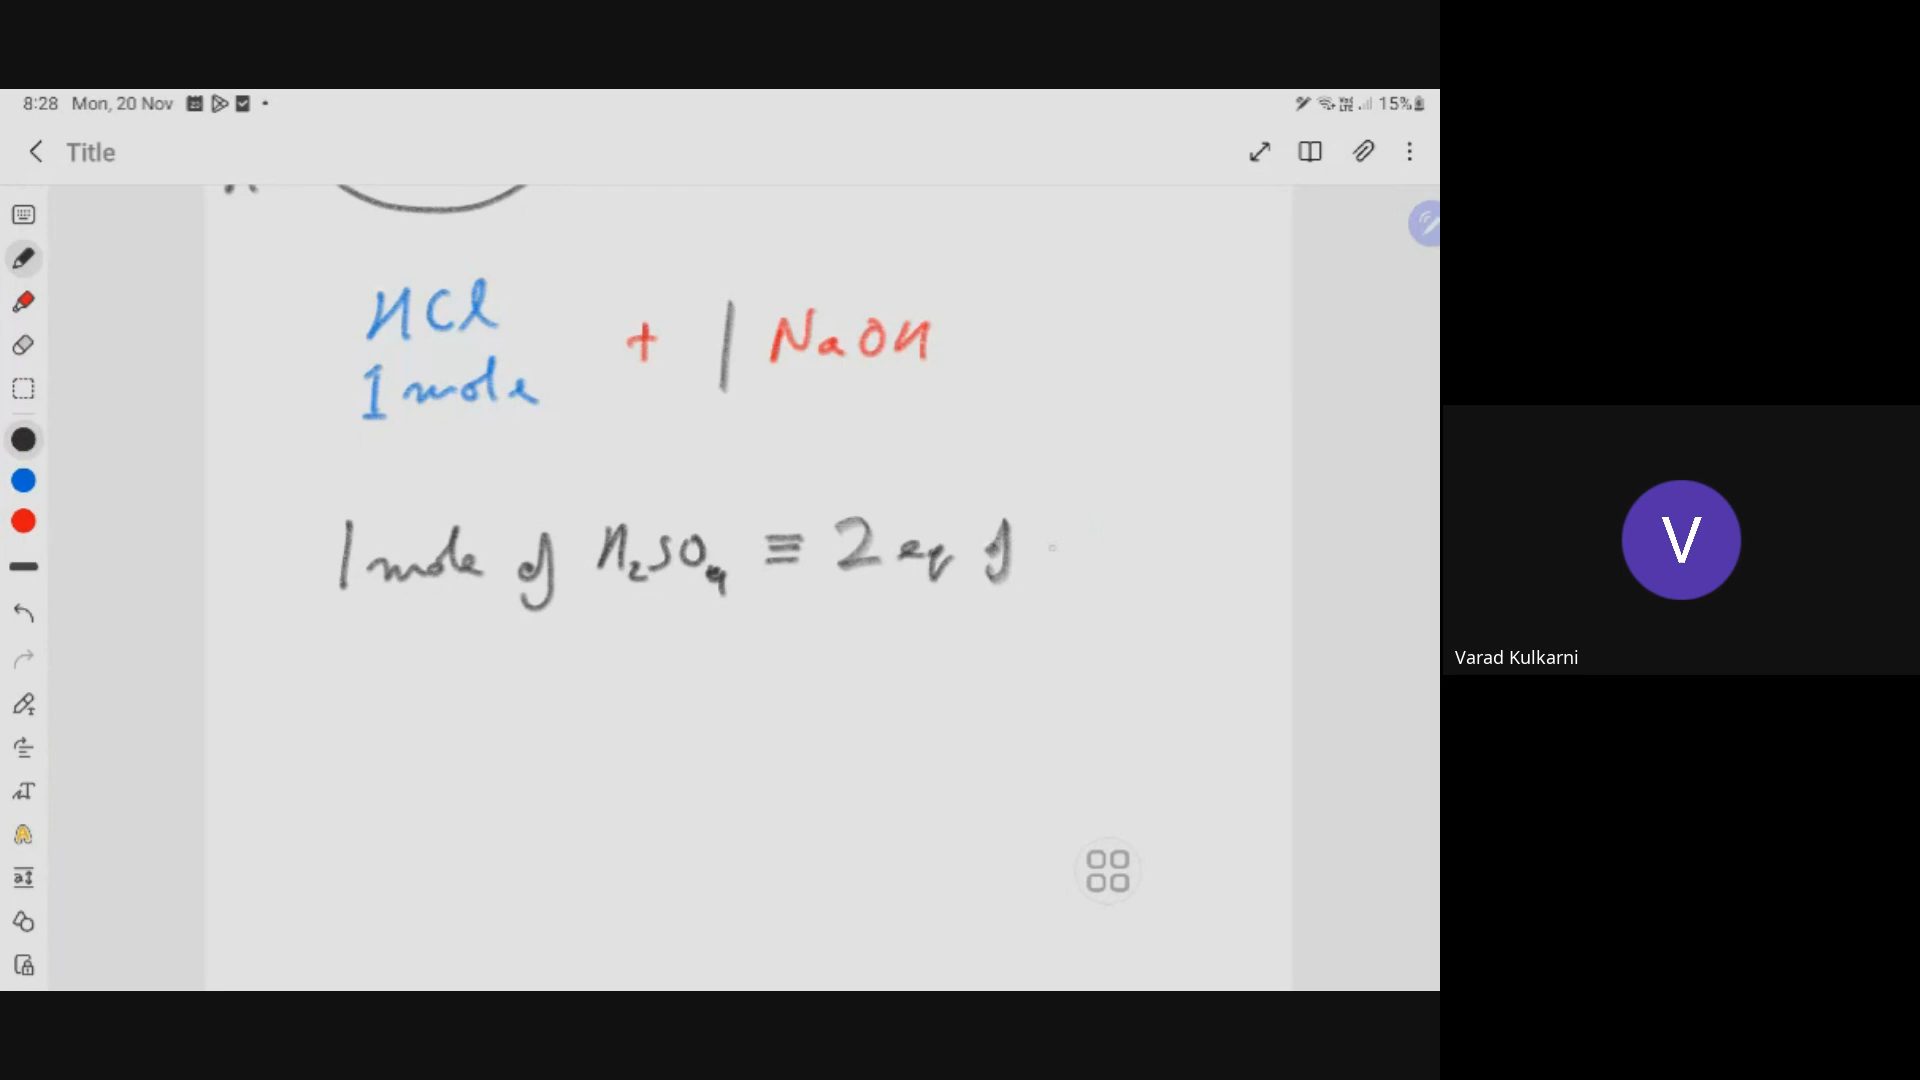 8:28 Mon, 20 Nov
15%
Title
HCl
1 mole
+ | NaOH
1 mole of H₂SO₄ ≡ 2 eq of
V
Varad Kulkarni